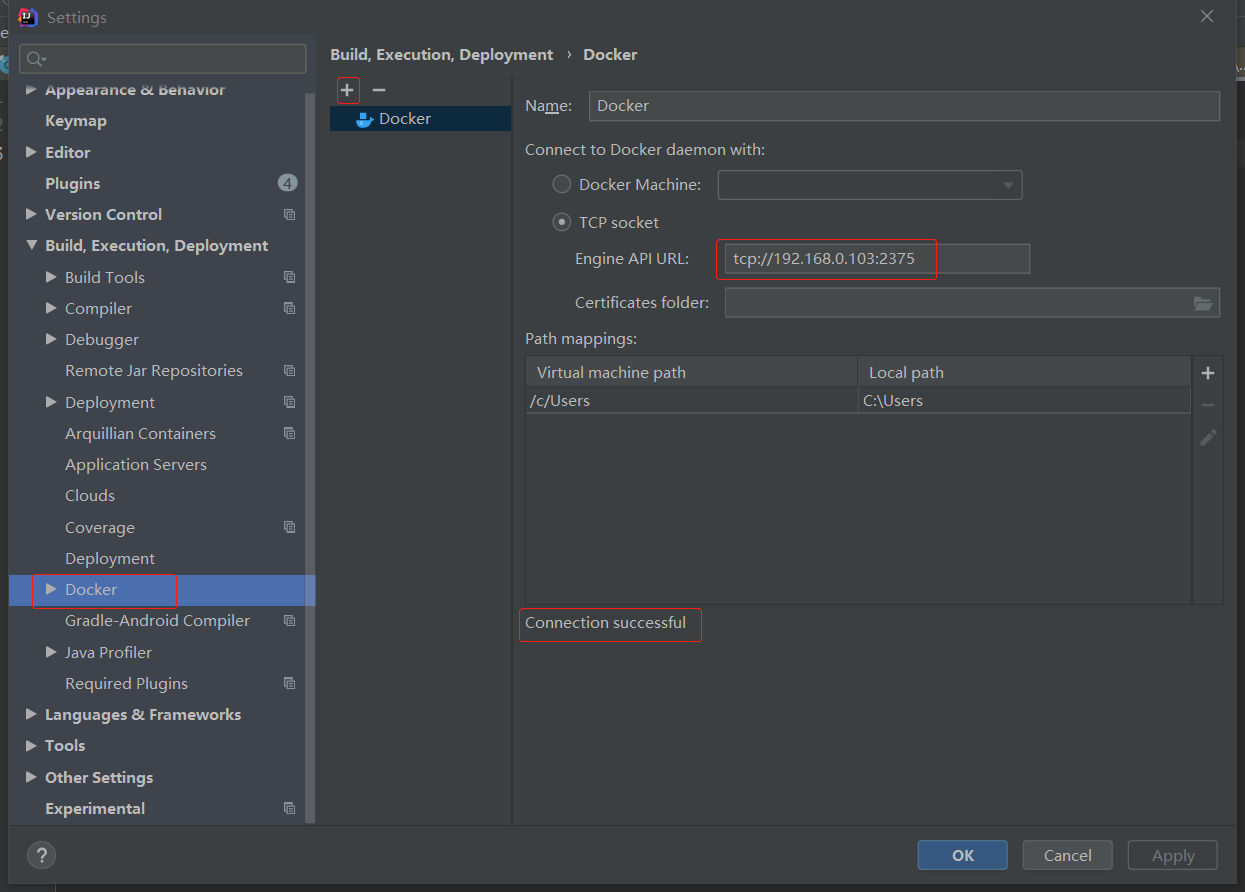 Settings
Appearance & Behavior
Keymap
Editor
Plugins 4
Version Control
Build, Execution, Deployment
Build Tools
Compiler
Debugger
Remote Jar Repositories
Deployment
Arquillian Containers
Application Servers
Clouds
Coverage
Deployment
Docker
Gradle-Android Compiler
Java Profiler
Required Plugins
Languages & Frameworks
Tools
Other Settings
Experimental
Build, Execution, Deployment › Docker
Docker
Name: Docker
Connect to Docker daemon with:
Docker Machine:
TCP socket
Engine API URL: tcp://192.168.0.103:2375
Certificates folder:
Path mappings:
Virtual machine path Local path
/c/Users C:\Users
Connection successful
? OK Cancel Apply